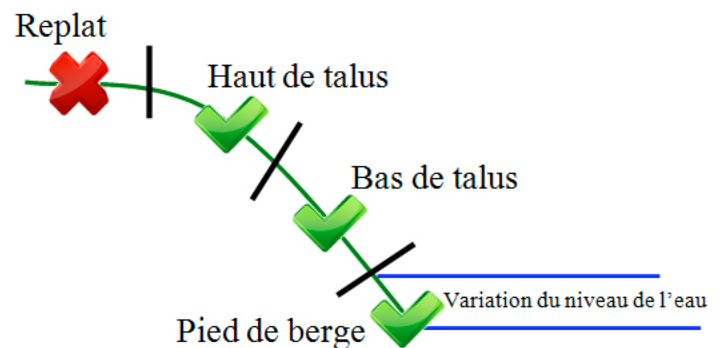 Replat
Haut de talus
Bas de talus
Variation du niveau de l’eau
Pied de berge